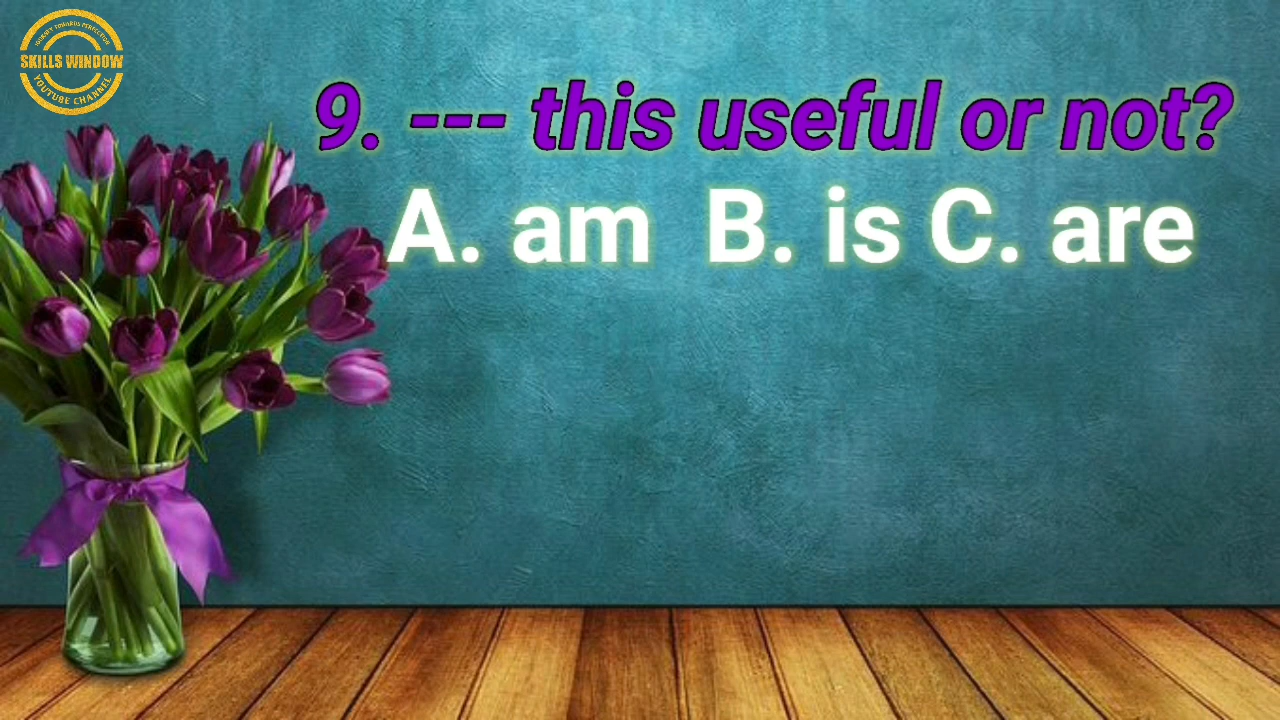 SKILLS WINDOW
YOUTUBE CHANNEL
9. --- this useful or not?
A. am B. is C. are